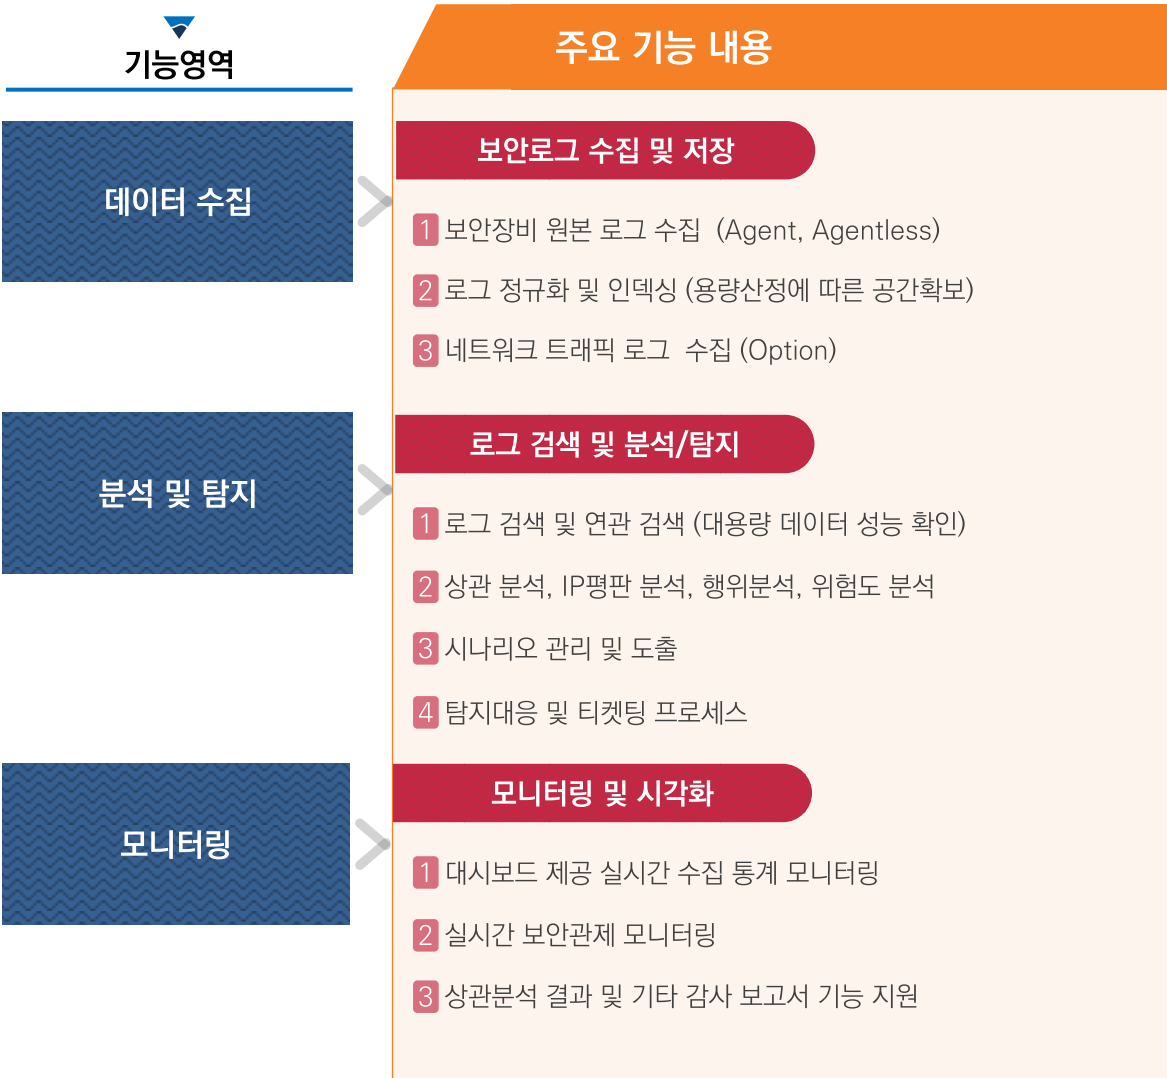 기능영역
주요 기능 내용
데이터 수집
보안로그 수집 및 저장
1 보안장비 원본 로그 수집 (Agent, Agentless)
2 로그 정규화 및 인덱싱 (용량산정에 따른 공간확보)
3 네트워크 트래픽 로그 수집 (Option)
분석 및 탐지
로그 검색 및 분석/탐지
1 로그 검색 및 연관 검색 (대용량 데이터 성능 확인)
2 상관 분석, IP평판 분석, 행위분석, 위험도 분석
3 시나리오 관리 및 도출
4 탐지대응 및 티켓팅 프로세스
모니터링
모니터링 및 시각화
1 대시보드 제공 실시간 수집 통계 모니터링
2 실시간 보안관제 모니터링
3 상관분석 결과 및 기타 감사 보고서 기능 지원